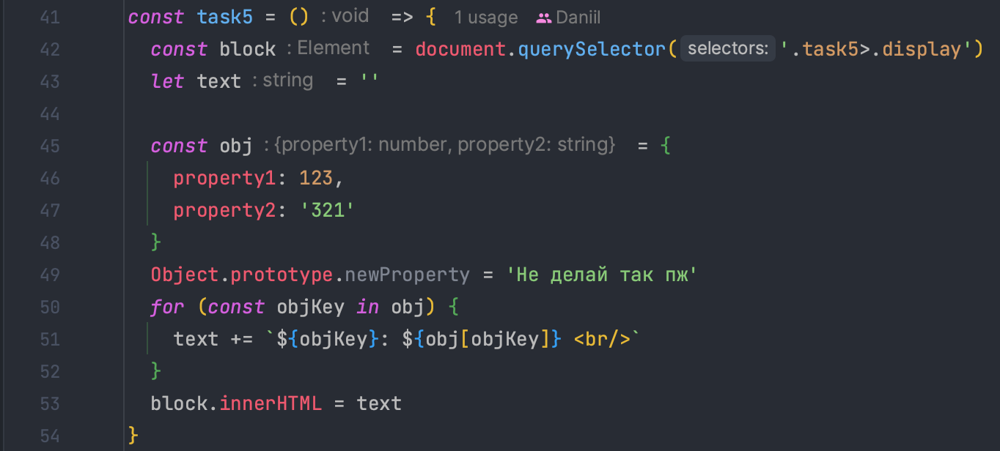 41 const task5 = () : void => { 1 usage Daniil
42 const block : Element = document.querySelector( selectors: '.task5>.display')
43 let text : string = ''
44
45 const obj : {property1: number, property2: string} = {
46 property1: 123,
47 property2: '321'
48 }
49 Object.prototype.newProperty = 'Не делай так пж'
50 for (const objKey in obj) {
51 text += `${objKey}: ${obj[objKey]} <br/>`
52 }
53 block.innerHTML = text
54 }